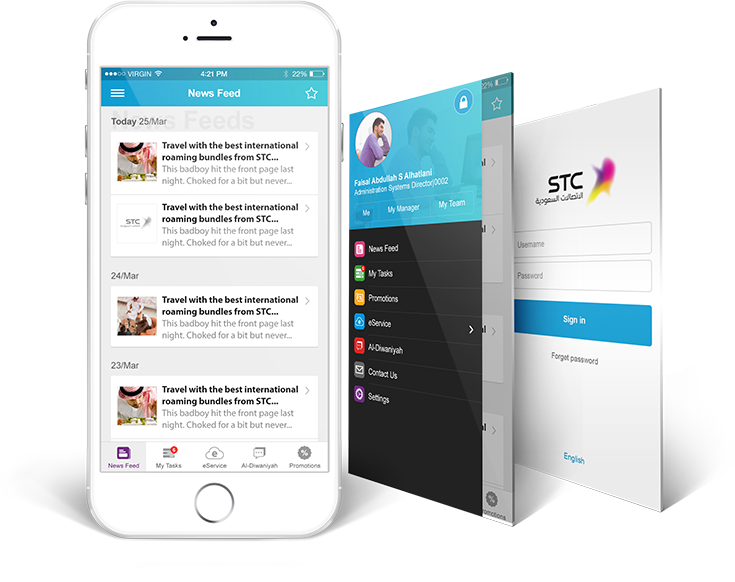 VIRGIN
4:21 PM
22%
News Feed
News Feeds
Today 25/Mar
Travel with the best international
roaming bundles from STC...
This badboy hit the front page last
night. Choked for a bit but never...
STC
Travel with the best international
roaming bundles from STC...
This badboy hit the front page last
night. Choked for a bit but never...
24/Mar
Travel with the best international
roaming bundles from STC...
This badboy hit the front page last
night. Choked for a bit but never...
23/Mar
Travel with the best international
roaming bundles from STC...
This badboy hit the front page last
night. Choked for a bit but never...
News Feed
My Tasks
5
eService
Al-Diwaniyah
Promotions
22%
Faisal Abdullah S Alhatlani
Administration Systems Director|0002
Me
My Manager
My Team
News Feed
My Tasks
Promotions
eService
Al-Diwaniyah
Contact Us
Settings
al
al
al
romotions
STC
الاتصالات السعودية
Username
Password
Sign in
Forget password
English